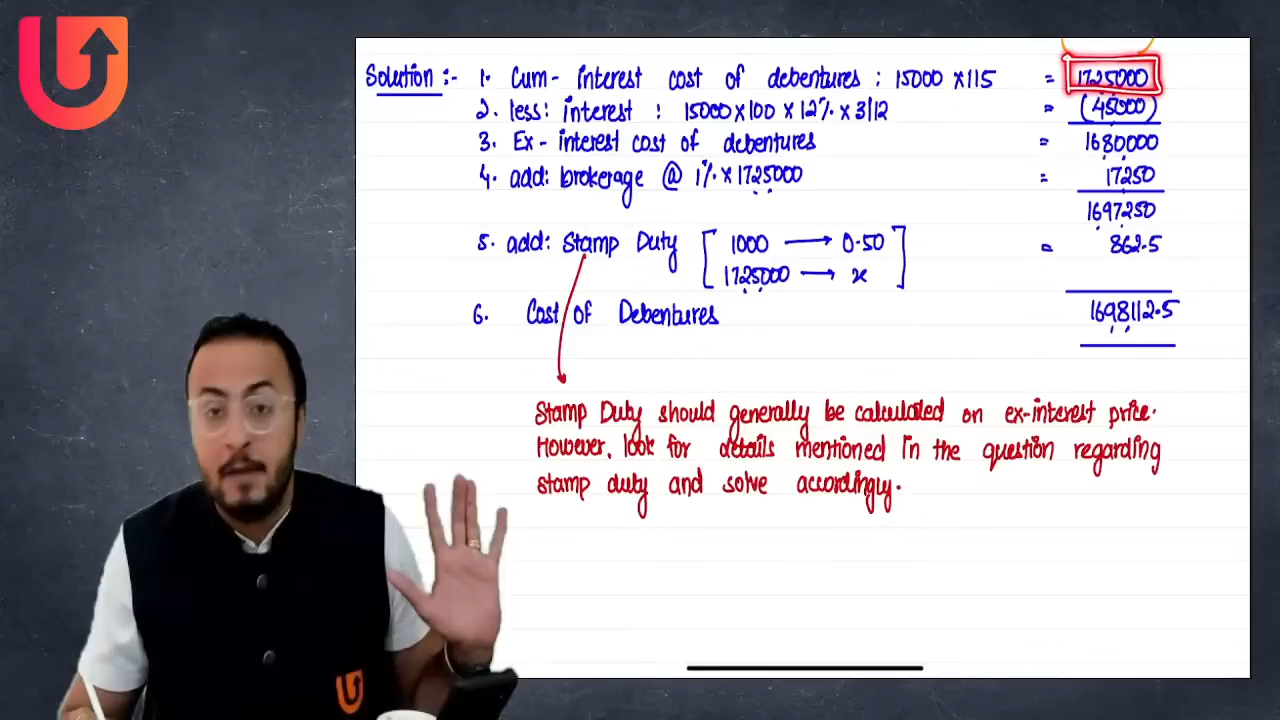 Solution :- 1. Cum-interest cost of debentures : 15000 × 115 = 1725000
2. less: interest : 15000 × 100 × 12% × 3/12 = (45000)
3. Ex-interest cost of debentures = 1680000
4. add: brokerage @ 1% × 1725000 = 17250
1697250
5. add: Stamp Duty [ 1000 → 0.50 = 862.5
1725000 → x ]
6. Cost of Debentures 1698112.5
Stamp Duty should generally be calculated on ex-interest price.
However, look for details mentioned in the question regarding
stamp duty and solve accordingly.